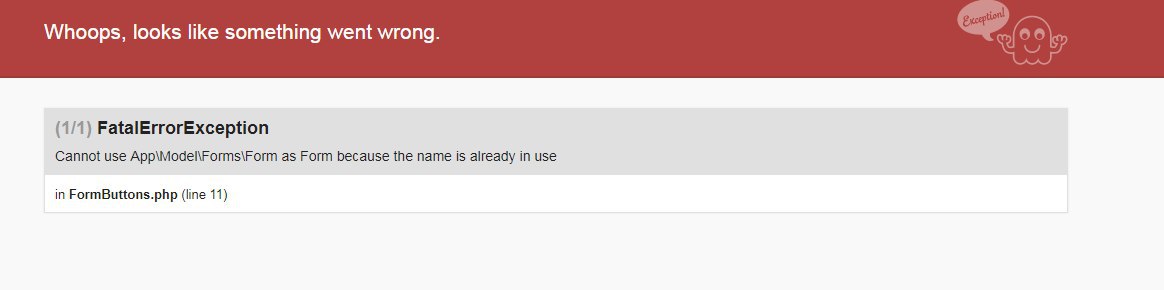 Whoops, looks like something went wrong.
Exception!
(1/1) FatalErrorException
Cannot use App\Model\Forms\Form as Form because the name is already in use
in FormButtons.php (line 11)